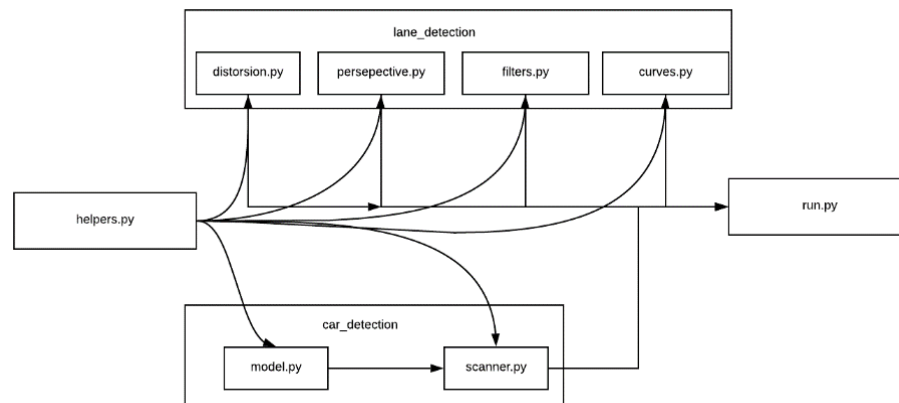 lane_detection
distorsion.py
persepective.py
filters.py
curves.py
helpers.py
run.py
car_detection
model.py
scanner.py